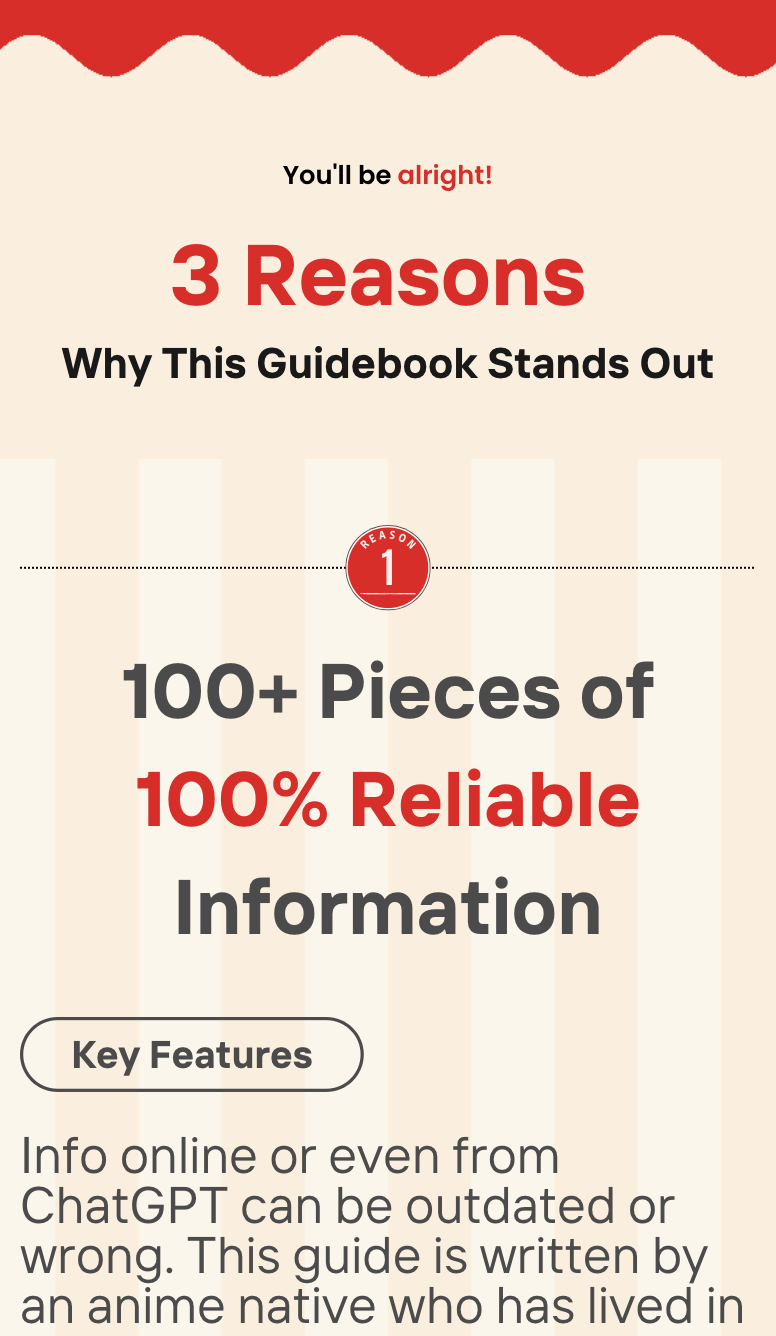 You'll be alright!
3 Reasons
Why This Guidebook Stands Out
REASON
1
100+ Pieces of
100% Reliable
Information
Key Features
Info online or even from
ChatGPT can be outdated or
wrong. This guide is written by
an anime native who has lived in